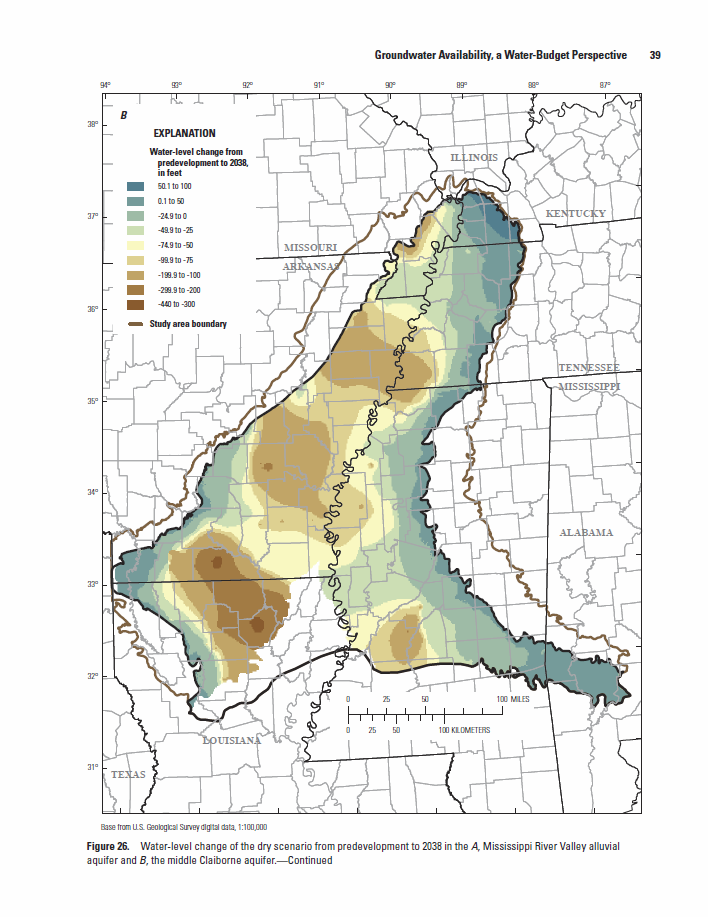 Groundwater Availability, a Water-Budget Perspective 39
94° 93° 92° 91° 90° 89° 88° 87°
B
38°
EXPLANATION
Water-level change from
predevelopment to 2038,
in feet
50.1 to 100
0.1 to 50
-24.9 to 0
-49.9 to -25
-74.9 to -50
-99.9 to -75
-199.9 to -100
-299.9 to -200
-440 to -300
Study area boundary
ILLINOIS
37°
KENTUCKY
MISSOURI
ARKANSAS
36°
TENNESSEE
MISSISSIPPI
35°
34°
ALABAMA
33°
32°
0 25 50 100 MILES
0 25 50 100 KILOMETERS
LOUISIANA
TEXAS
31°
Base from U.S. Geological Survey digital data, 1:100,000
Figure 26. Water-level change of the dry scenario from predevelopment to 2038 in the A, Mississippi River Valley alluvial
aquifer and B, the middle Claiborne aquifer.—Continued